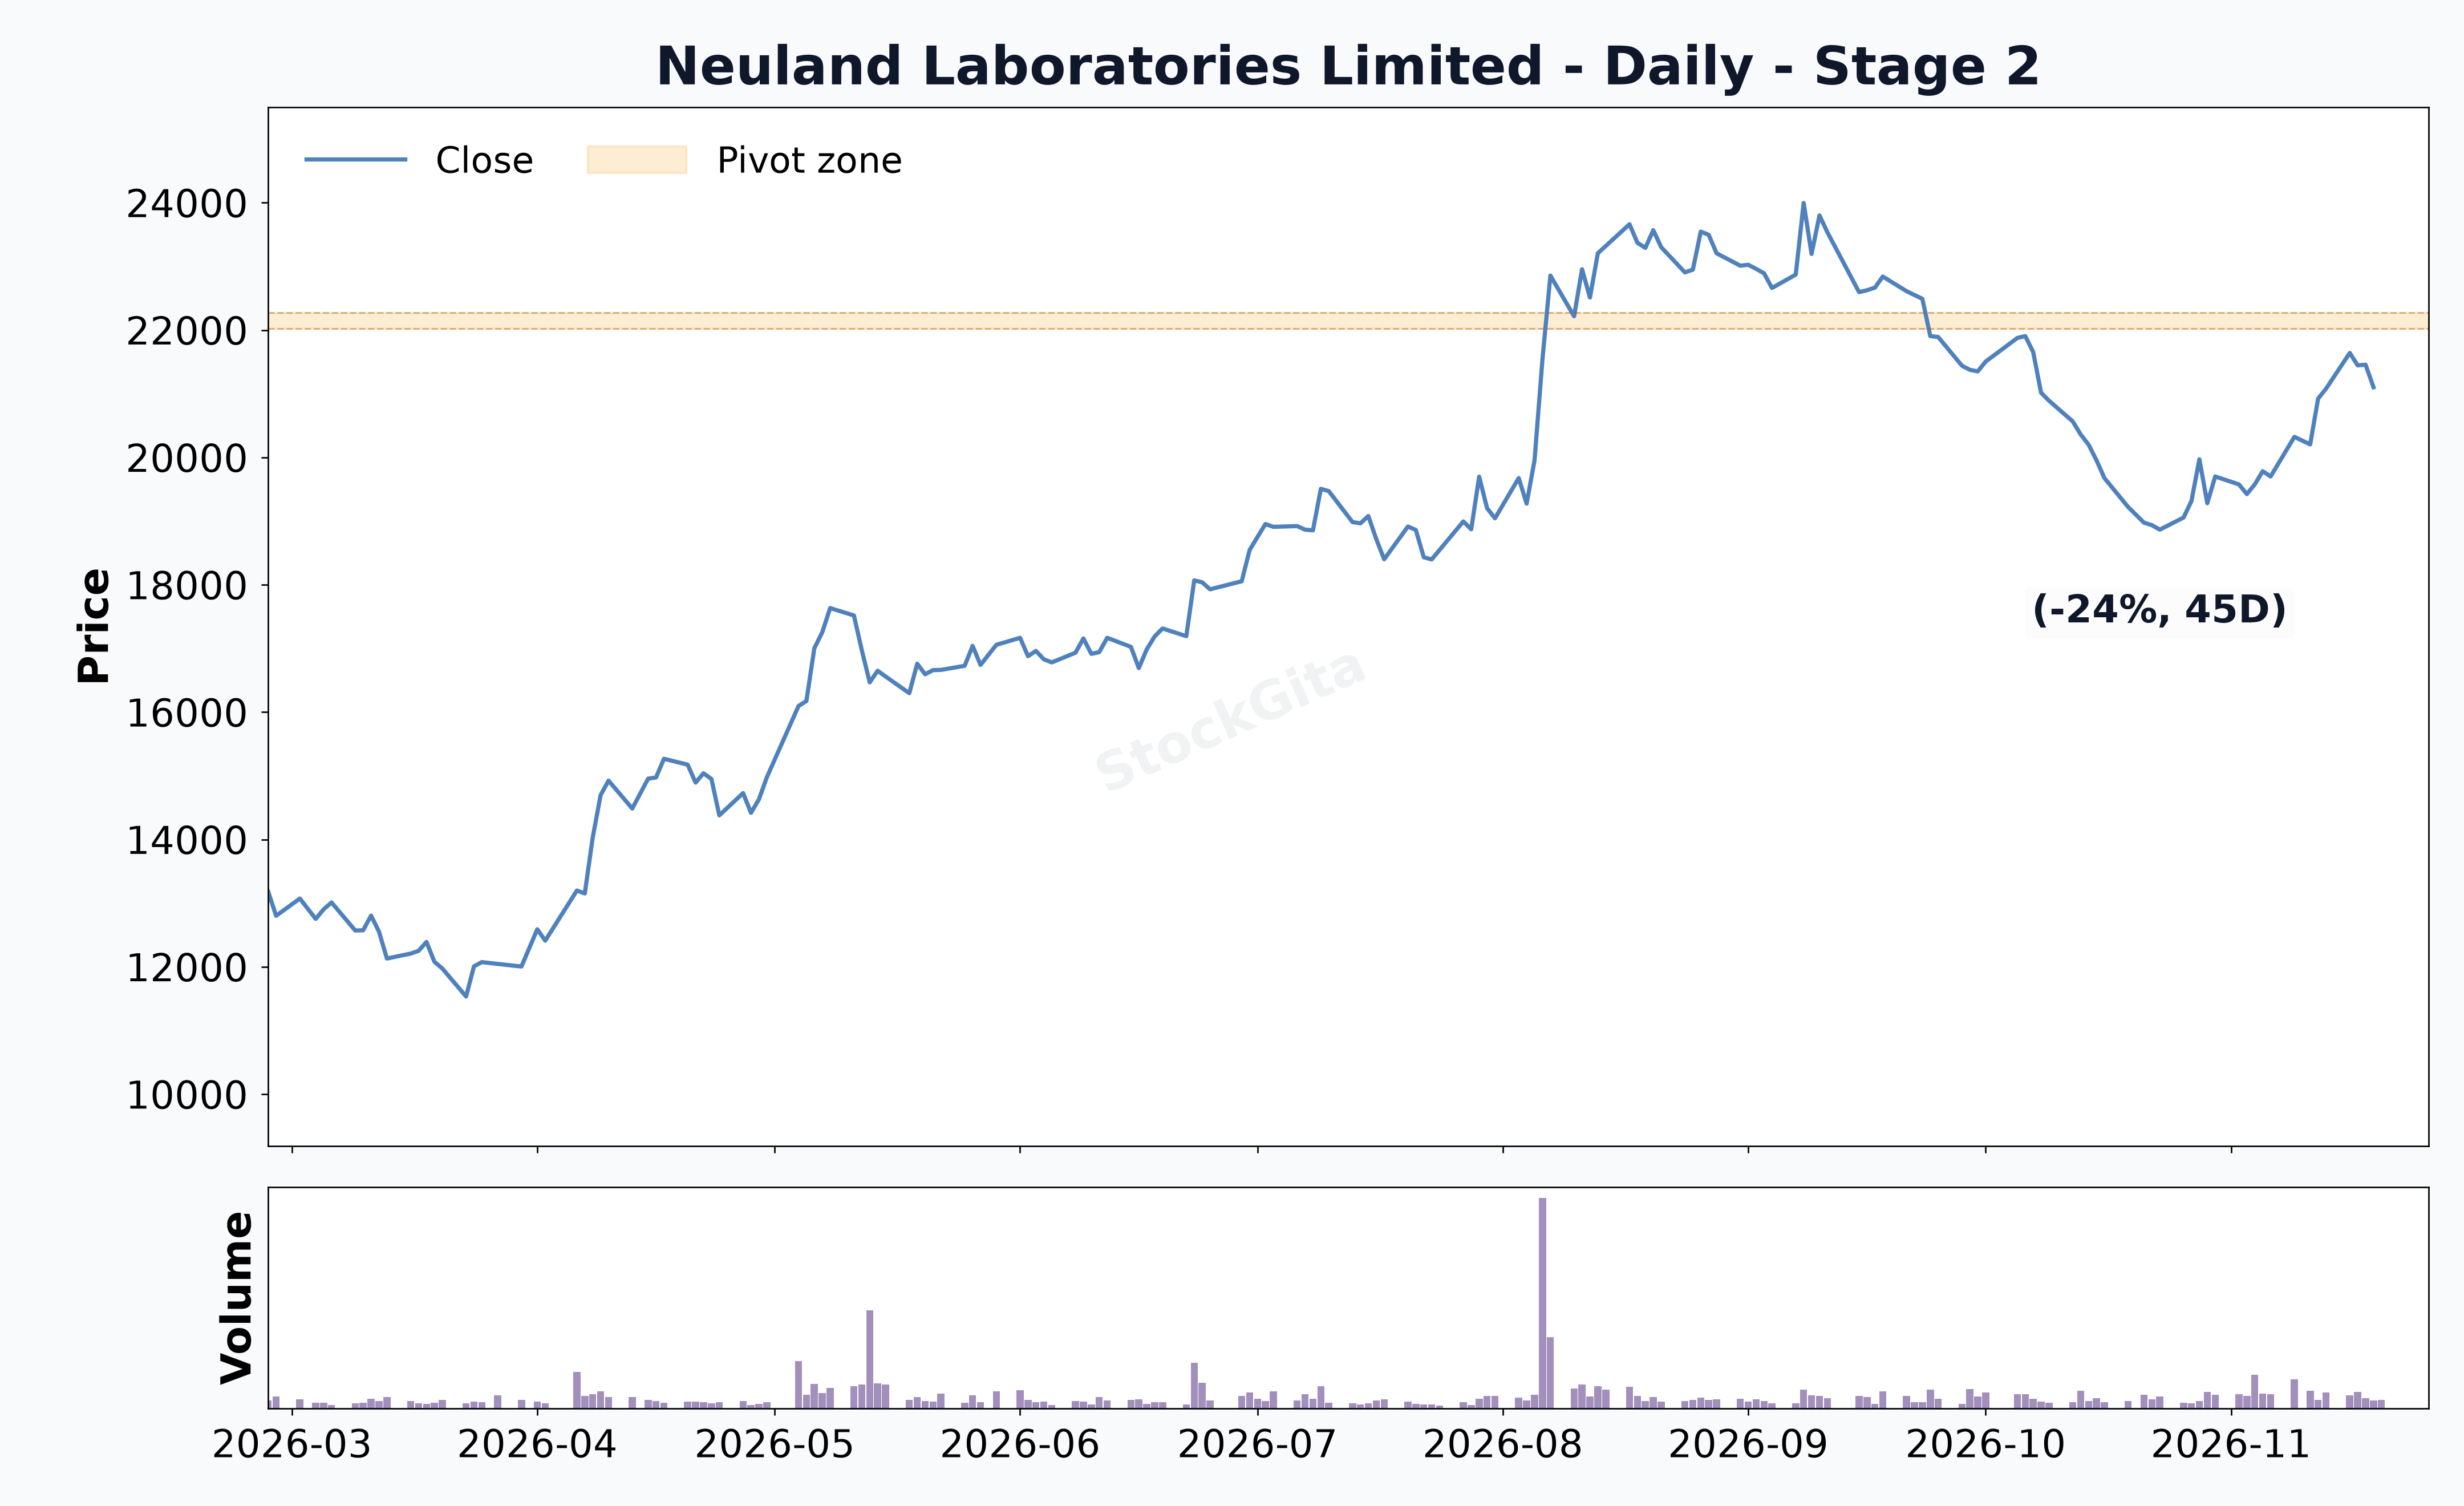 Neuland Laboratories Limited - Daily - Stage 2
Close
Pivot zone
24000
22000
20000
18000
16000
14000
12000
10000
Price
(-24%, 45D)
StockGita
Volume
2026-03
2026-04
2026-05
2026-06
2026-07
2026-08
2026-09
2026-10
2026-11